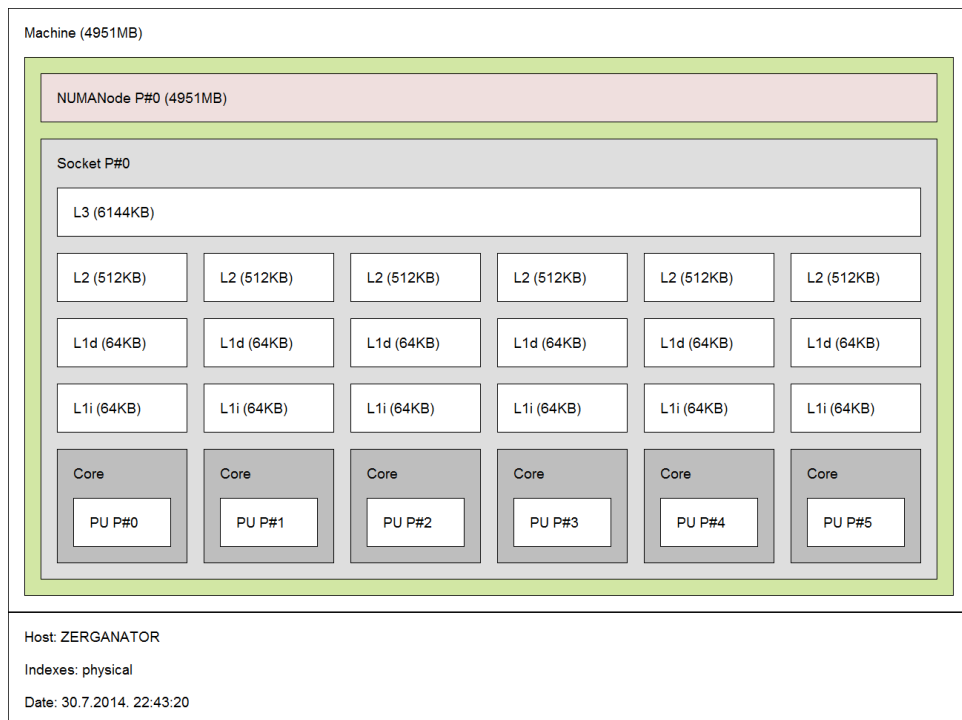 Machine (4951MB)
NUMANode P#0 (4951MB)
Socket P#0
L3 (6144KB)
L2 (512KB) L2 (512KB) L2 (512KB) L2 (512KB) L2 (512KB) L2 (512KB)
L1d (64KB) L1d (64KB) L1d (64KB) L1d (64KB) L1d (64KB) L1d (64KB)
L1i (64KB) L1i (64KB) L1i (64KB) L1i (64KB) L1i (64KB) L1i (64KB)
Core Core Core Core Core Core
PU P#0 PU P#1 PU P#2 PU P#3 PU P#4 PU P#5
Host: ZERGANATOR
Indexes: physical
Date: 30.7.2014. 22:43:20